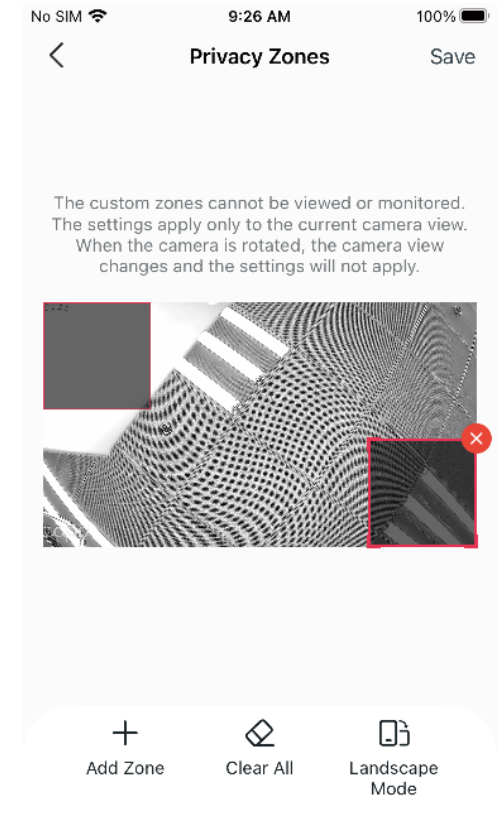 No SIM 9:26 AM 100%
Privacy Zones Save
The custom zones cannot be viewed or monitored.
The settings apply only to the current camera view.
When the camera is rotated, the camera view
changes and the settings will not apply.
Add Zone Clear All Landscape
Mode